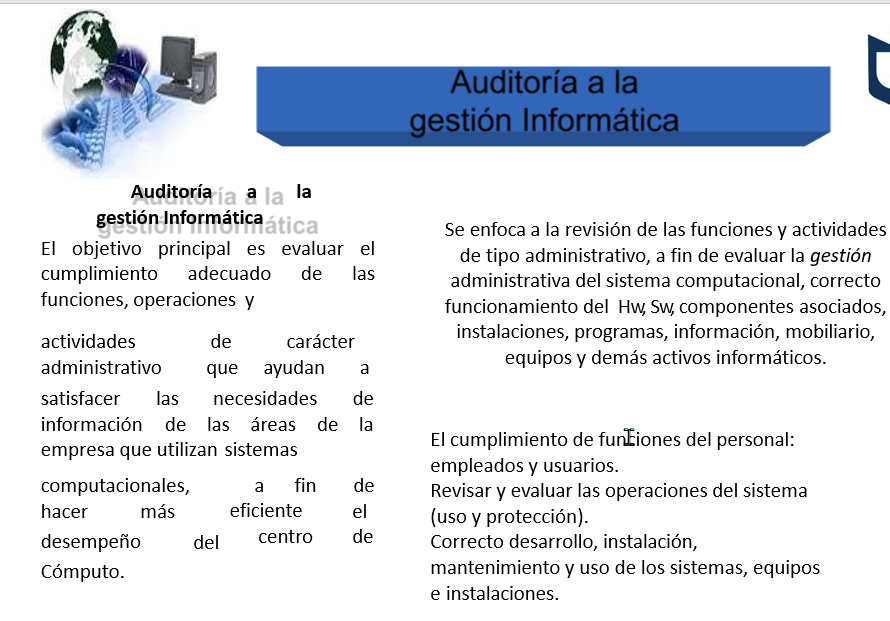 Auditoría a la
gestión Informática
Auditoría a la
gestión Informática
Auditoría a la
gestión Informática
El objetivo principal es evaluar el
cumplimiento adecuado de las
funciones, operaciones y
actividades de carácter
administrativo que ayudan a
satisfacer las necesidades de
información de las áreas de la
empresa que utilizan sistemas
computacionales, a fin de
hacer más eficiente el
desempeño del centro de
Cómputo.
Se enfoca a la revisión de las funciones y actividades
de tipo administrativo, a fin de evaluar la gestión
administrativa del sistema computacional, correcto
funcionamiento del Hw, Sw, componentes asociados,
instalaciones, programas, información, mobiliario,
equipos y demás activos informáticos.
El cumplimiento de funciones del personal:
empleados y usuarios.
Revisar y evaluar las operaciones del sistema
(uso y protección).
Correcto desarrollo, instalación,
mantenimiento y uso de los sistemas, equipos
e instalaciones.